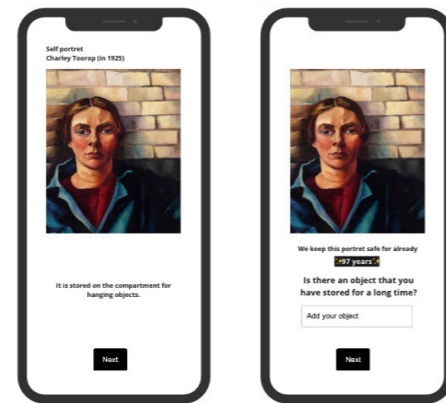 Self portret
Charley Toorop (in 1925)
It is stored on the compartment for
hanging objects.
Next
We keep this portret safe for already
✨97 years✨
Is there an object that you
have stored for a long time?
Add your object
Next